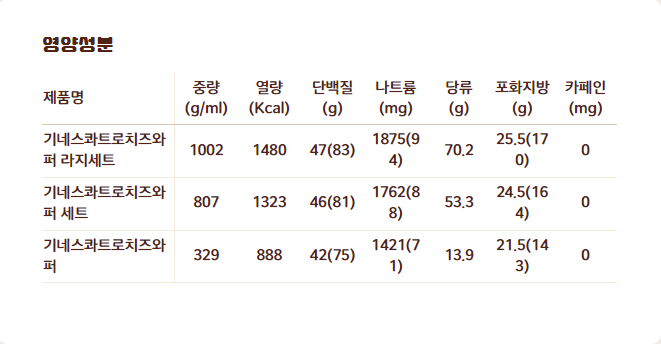 영양성분
제품명 중량 (g/ml) 열량 (Kcal) 단백질 (g) 나트륨 (mg) 당류 (g) 포화지방 (g) 카페인 (mg)
기네스콰트로치즈와퍼 라지세트 1002 1480 47(83) 1875(94) 70.2 25.5(170) 0
기네스콰트로치즈와퍼 세트 807 1323 46(81) 1762(88) 53.3 24.5(164) 0
기네스콰트로치즈와퍼 329 888 42(75) 1421(71) 13.9 21.5(143) 0